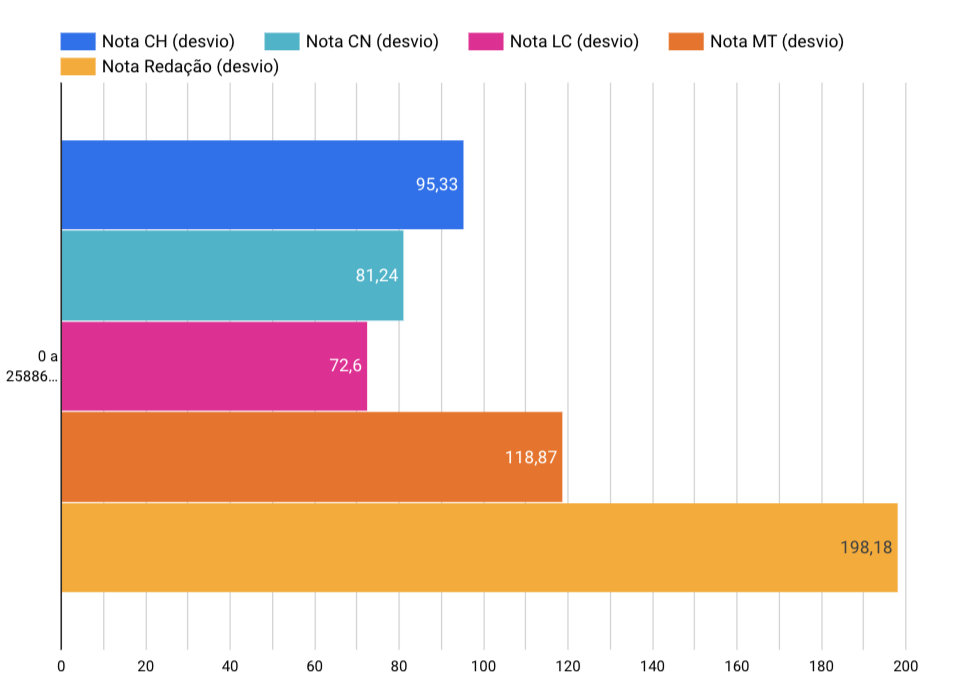 Nota CH (desvio) Nota CN (desvio) Nota LC (desvio) Nota MT (desvio)
Nota Redação (desvio)
95,33
81,24
0 a
25886...
72,6
118,87
198,18
0 20 40 60 80 100 120 140 160 180 200